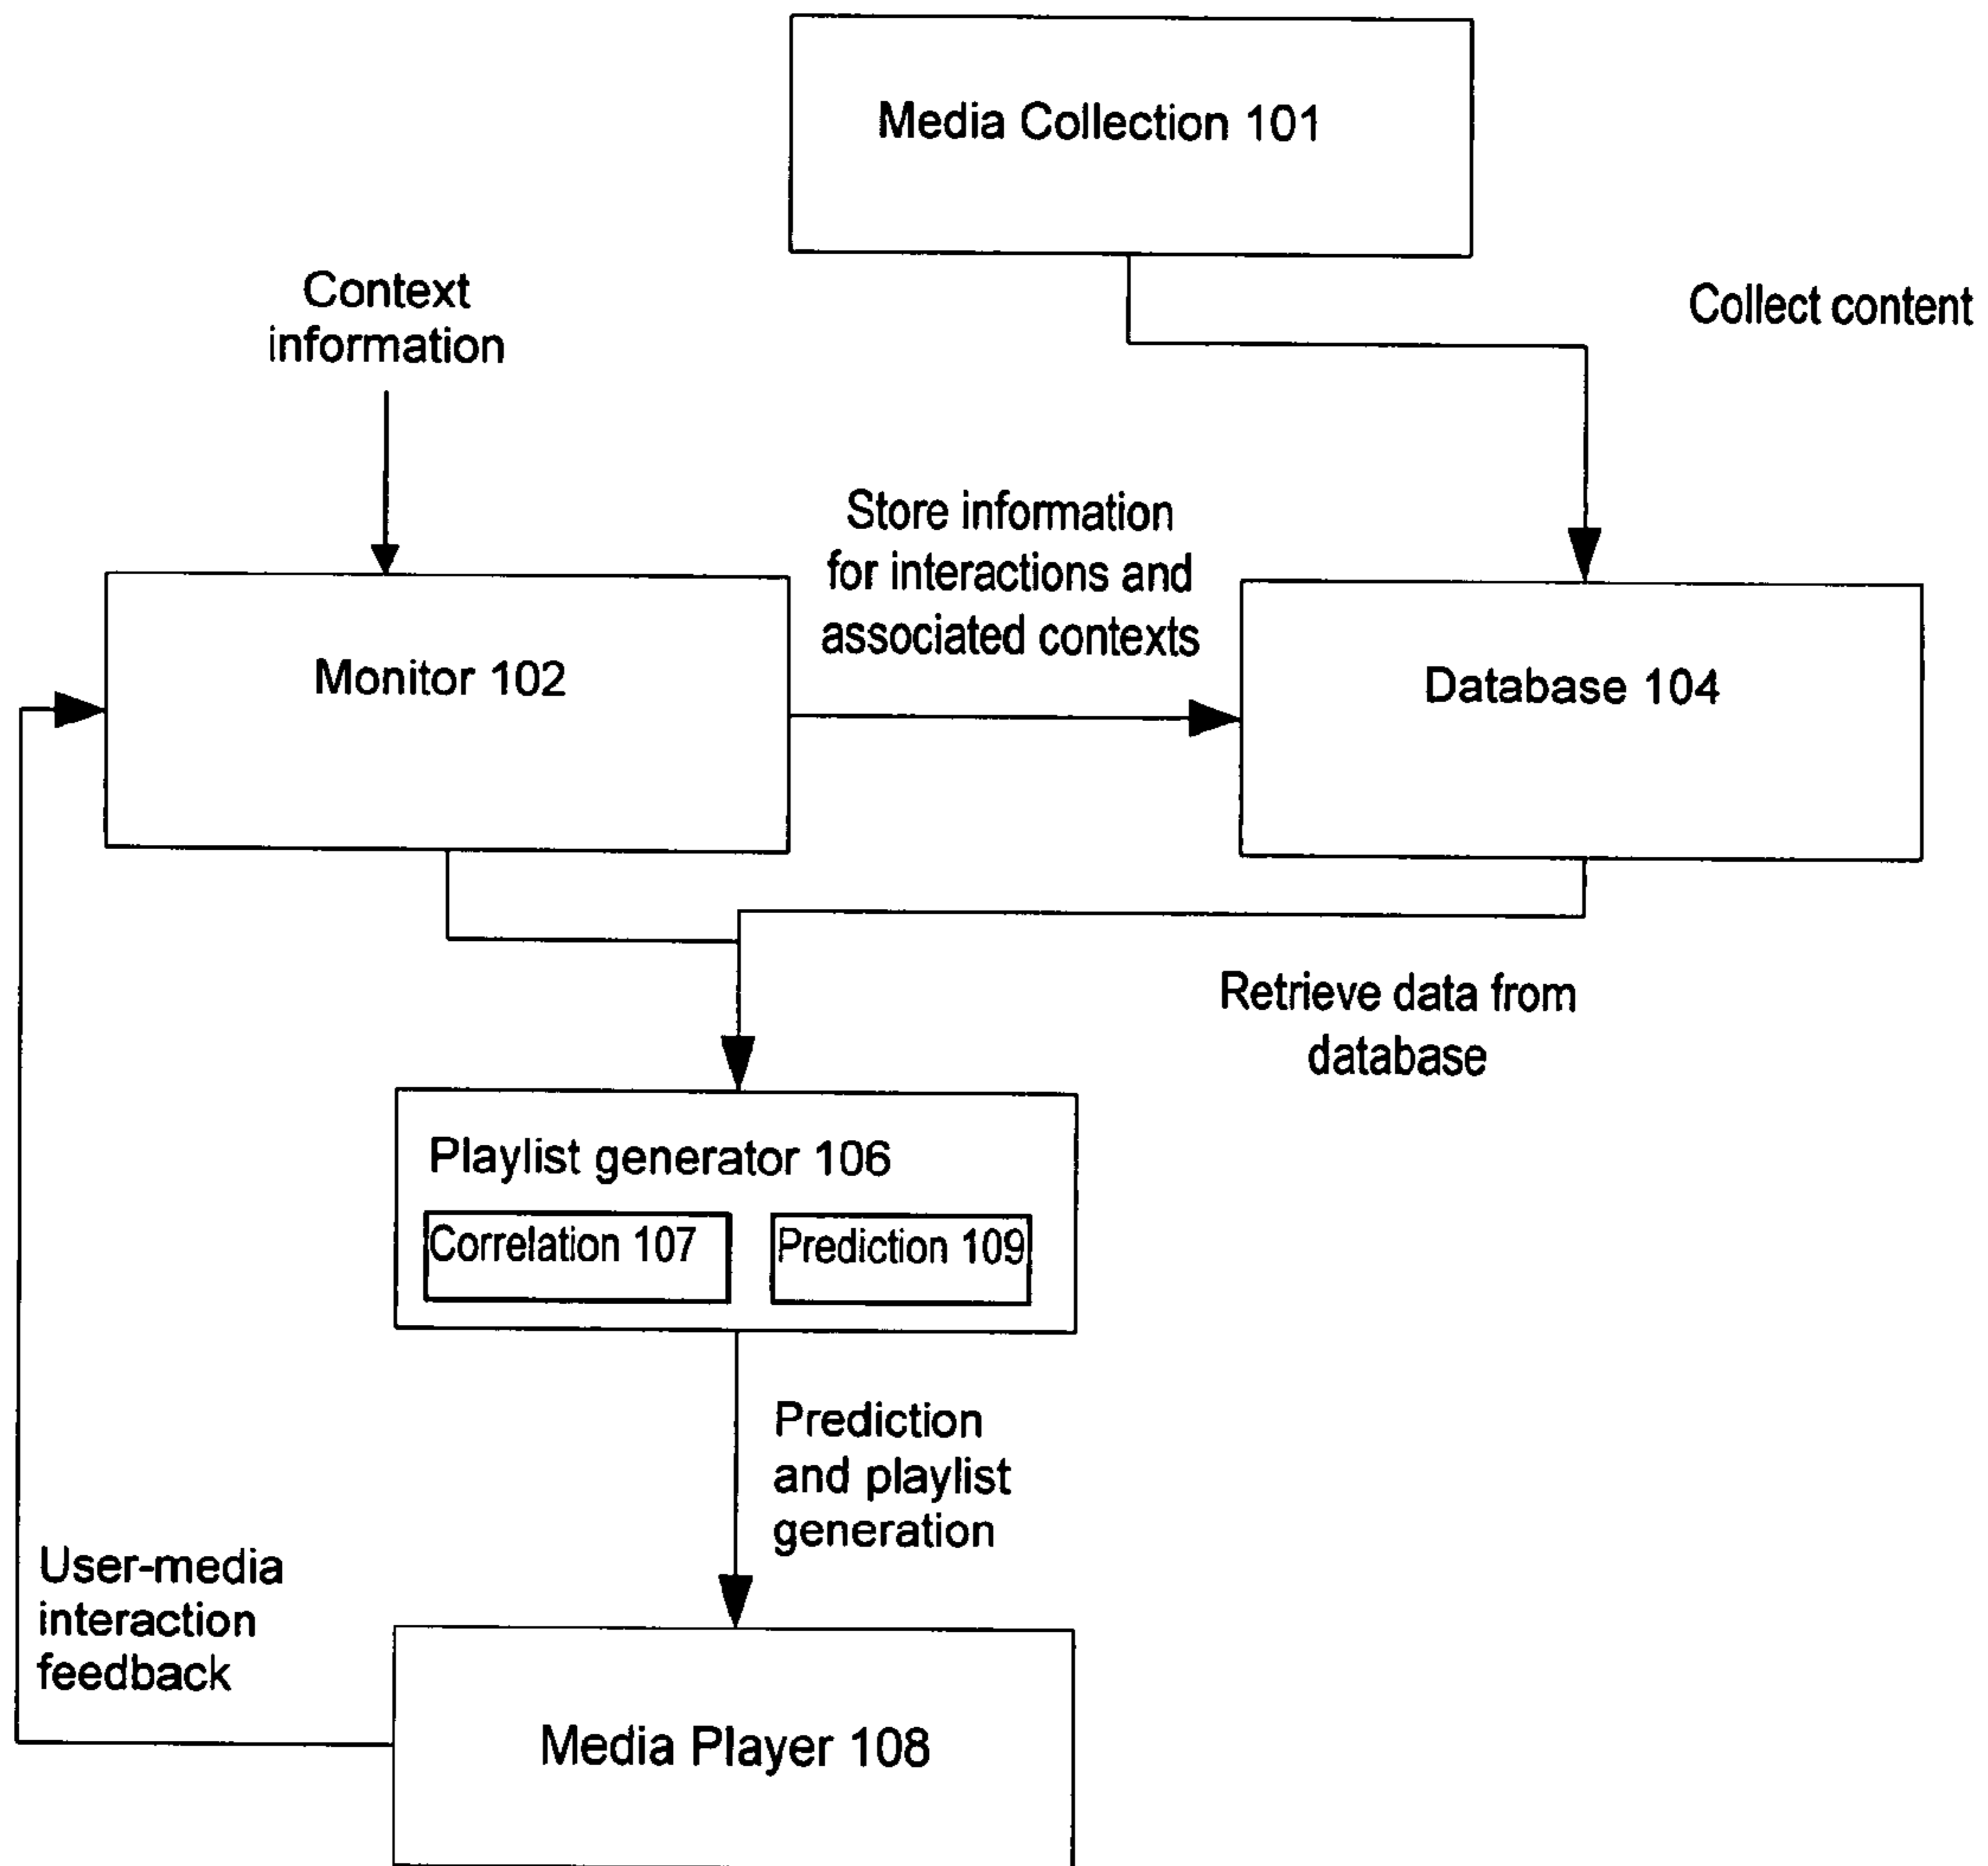 Media Collection 101
Context
information
Collect content
Store information
for interactions and
associated contexts
Monitor 102
Database 104
Retrieve data from
database
Playlist generator 106
Correlation 107
Prediction 109
Prediction
and playlist
generation
User-media
interaction
feedback
Media Player 108